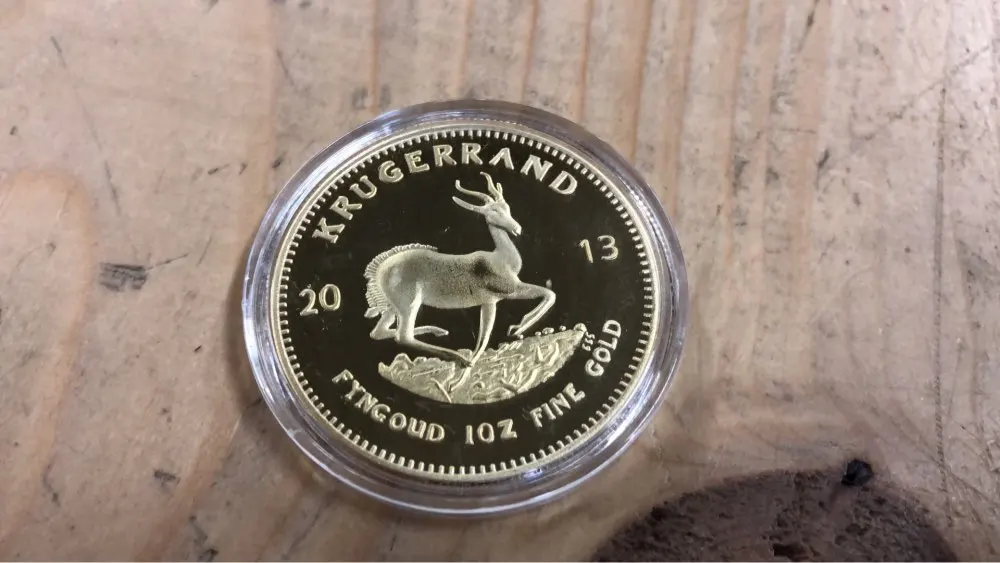 KRUGERRAND
20 13
FYNGOUD 1OZ FINE GOLD